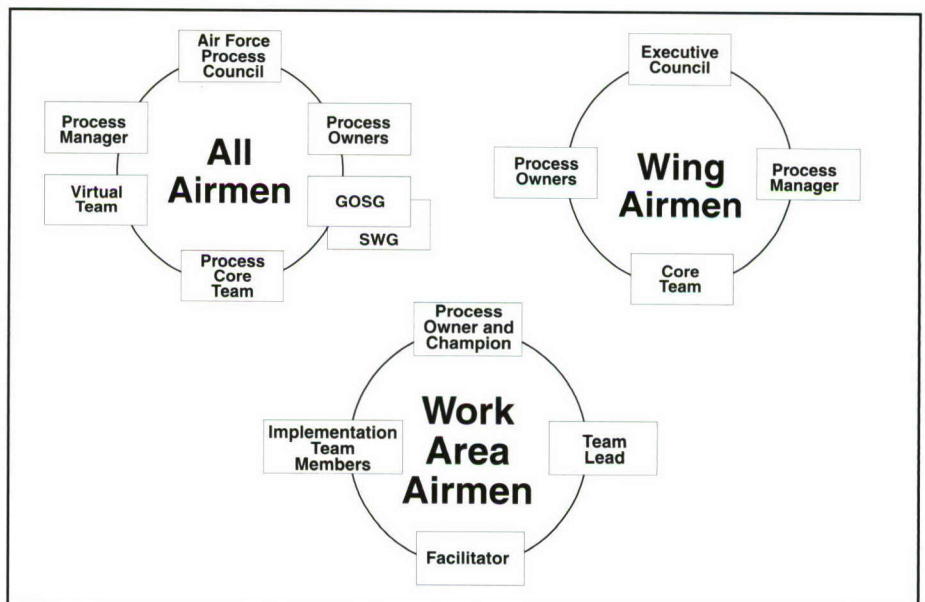 Air Force
Process
Council
Process
Manager
Process
Owners
All
Airmen
Virtual
Team
GOSG
SWG
Process
Core
Team
Executive
Council
Process
Owners
Wing
Airmen
Process
Manager
Core
Team
Process
Owner and
Champion
Implementation
Team
Members
Work
Area
Airmen
Team
Lead
Facilitator